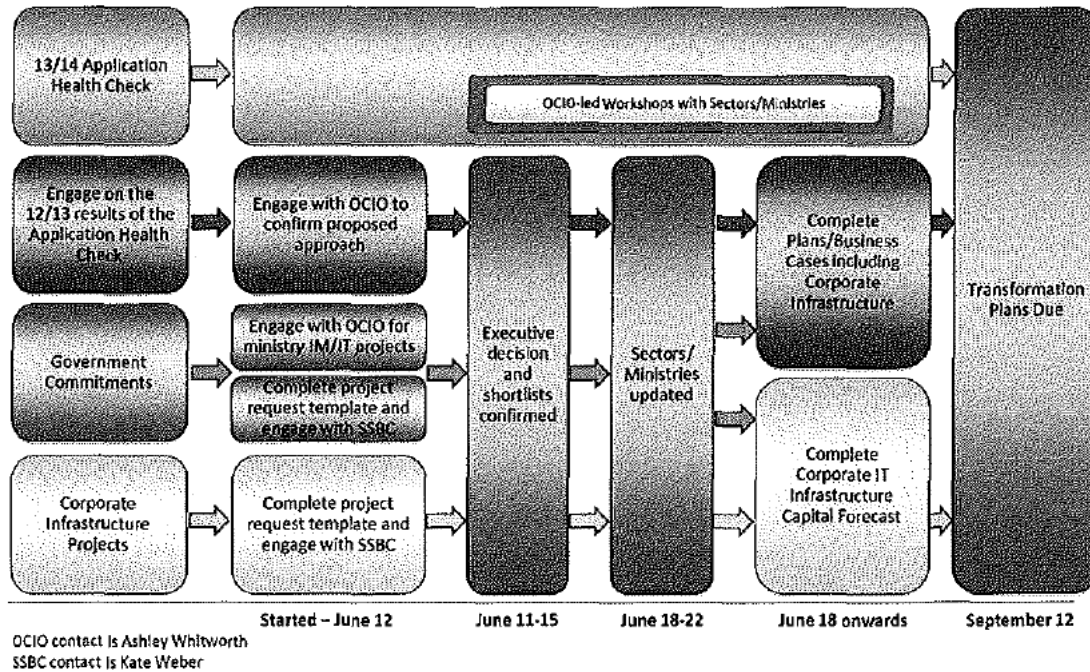 13/14 Application
Health Check
OCIO-led Workshops with Sectors/Ministries
Engage on the
12/13 results of the
Application Health
Check
Engage with OCIO to
confirm proposed
approach
Complete
Plans/Business
Cases including
Corporate
Infrastructure
Transformation
Plans Due
Government
Commitments
Engage with OCIO for
ministry IM/IT projects
Complete project
request template and
engage with SSBC
Executive
decision
and
shortlists
confirmed
Sectors/
Ministries
updated
Corporate
Infrastructure
Projects
Complete project
request template and
engage with SSBC
Complete
Corporate IT
Infrastructure
Capital Forecast
Started – June 12
June 11-15
June 18-22
June 18 onwards
September 12
OCIO contact is Ashley Whitworth
SSBC contact is Kate Weber